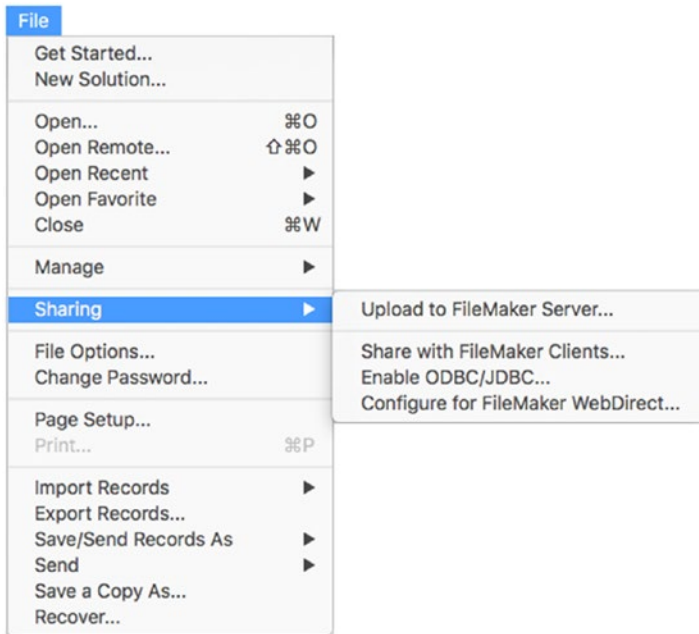 File
Get Started...
New Solution...
Open... ⌘O
Open Remote... ⇧⌘O
Open Recent ▶
Open Favorite ▶
Close ⌘W
Manage ▶
Sharing ▶
Upload to FileMaker Server...
Share with FileMaker Clients...
Enable ODBC/JDBC...
Configure for FileMaker WebDirect...
File Options...
Change Password...
Page Setup...
Print... ⌘P
Import Records ▶
Export Records...
Save/Send Records As ▶
Send ▶
Save a Copy As...
Recover...